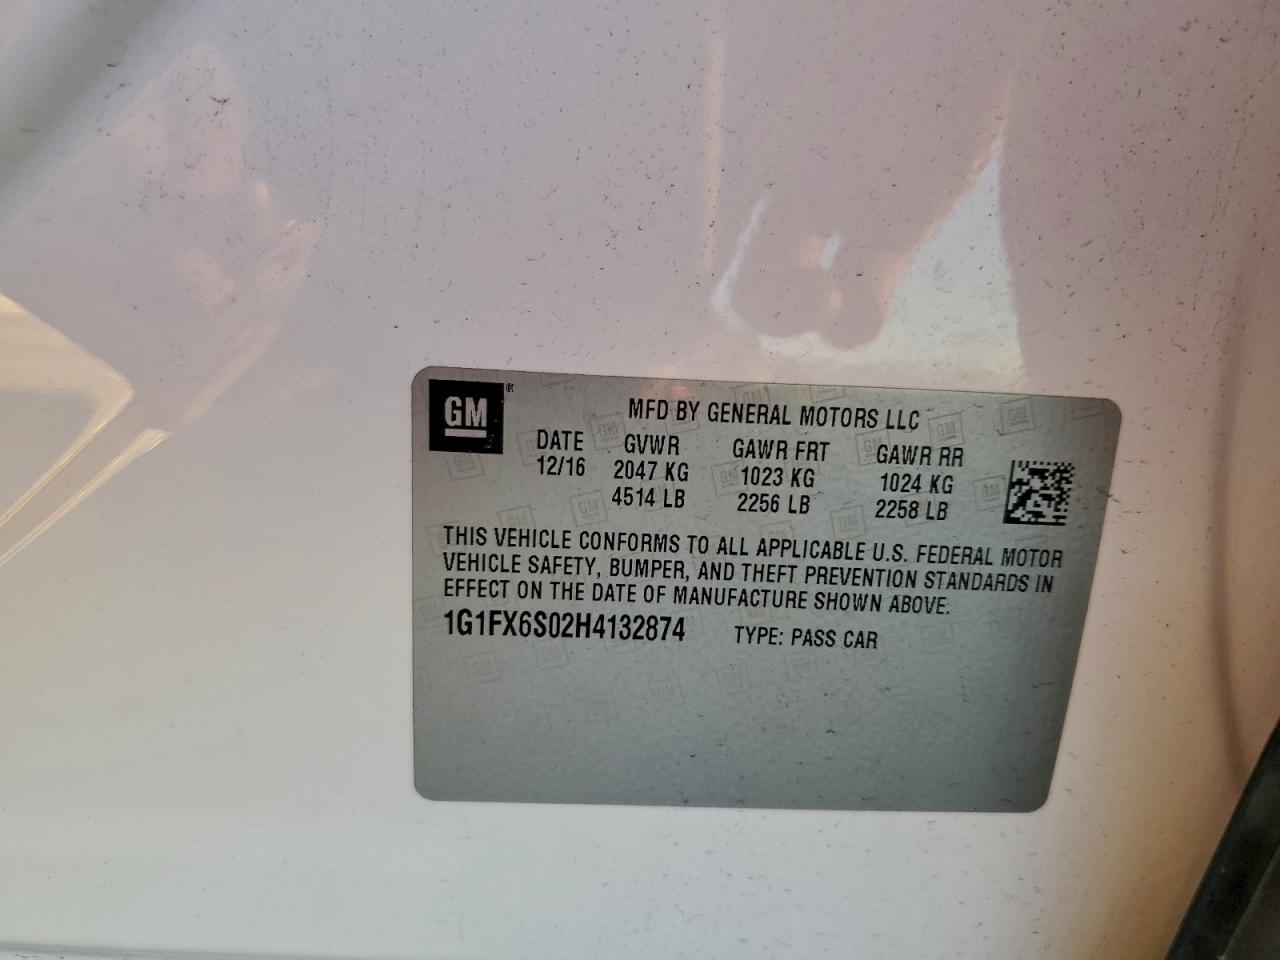 GM®
MFD BY GENERAL MOTORS LLC
DATE GVWR GAWR FRT GAWR RR
12/16 2047 KG 1023 KG 1024 KG
4514 LB 2256 LB 2258 LB
THIS VEHICLE CONFORMS TO ALL APPLICABLE U.S. FEDERAL MOTOR
VEHICLE SAFETY, BUMPER, AND THEFT PREVENTION STANDARDS IN
EFFECT ON THE DATE OF MANUFACTURE SHOWN ABOVE.
1G1FX6S02H4132874 TYPE: PASS CAR